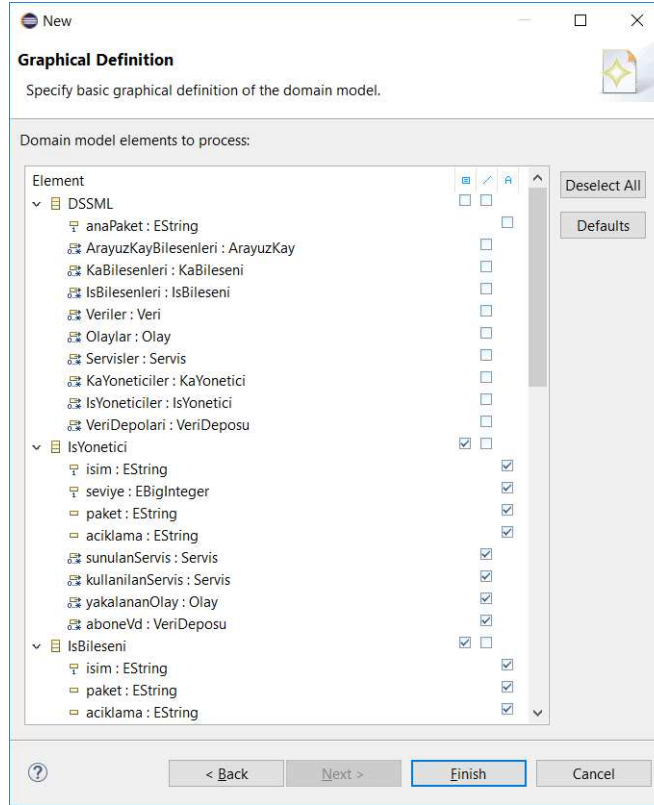 New
Graphical Definition
Specify basic graphical definition of the domain model.
Domain model elements to process:
Element
DSSML
anaPaket : EString
ArayuzKayBilesenleri : ArayuzKay
KaBilesenleri : KaBileseni
IsBilesenleri : IsBileseni
Veriler : Veri
Olaylar : Olay
Servisler : Servis
KaYoneticiler : KaYonetici
IsYoneticiler : IsYonetici
VeriDepolari : VeriDeposu
IsYonetici
isim : EString
seviye : EBigInteger
paket : EString
aciklama : EString
sunulanServis : Servis
kullanilanServis : Servis
yakalananOlay : Olay
aboneVd : VeriDeposu
IsBileseni
isim : EString
paket : EString
aciklama : EString
Deselect All
Defaults
< Back Next > Finish Cancel